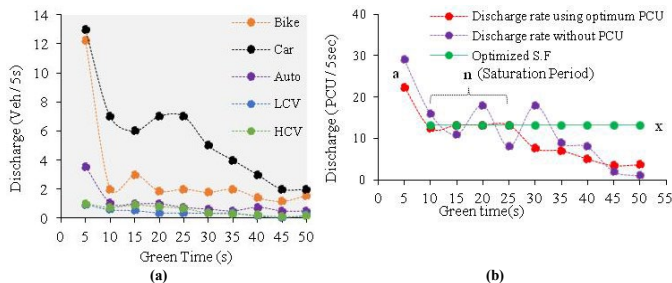 14
12
10
8
6
4
2
0
Discharge (Veh/ 5s)
Bike
Car
Auto
LCV
HCV
0 5 10 15 20 25 30 35 40 45 50
Green Time (s)
(a)
40
30
20
10
0
Discharge (PCU / 5sec)
Discharge rate using optimum PCU
Discharge rate without PCU
Optimized S.F
a
n (Saturation Period)
x
0 5 10 15 20 25 30 35 40 45 50
Green time(s)
(b)